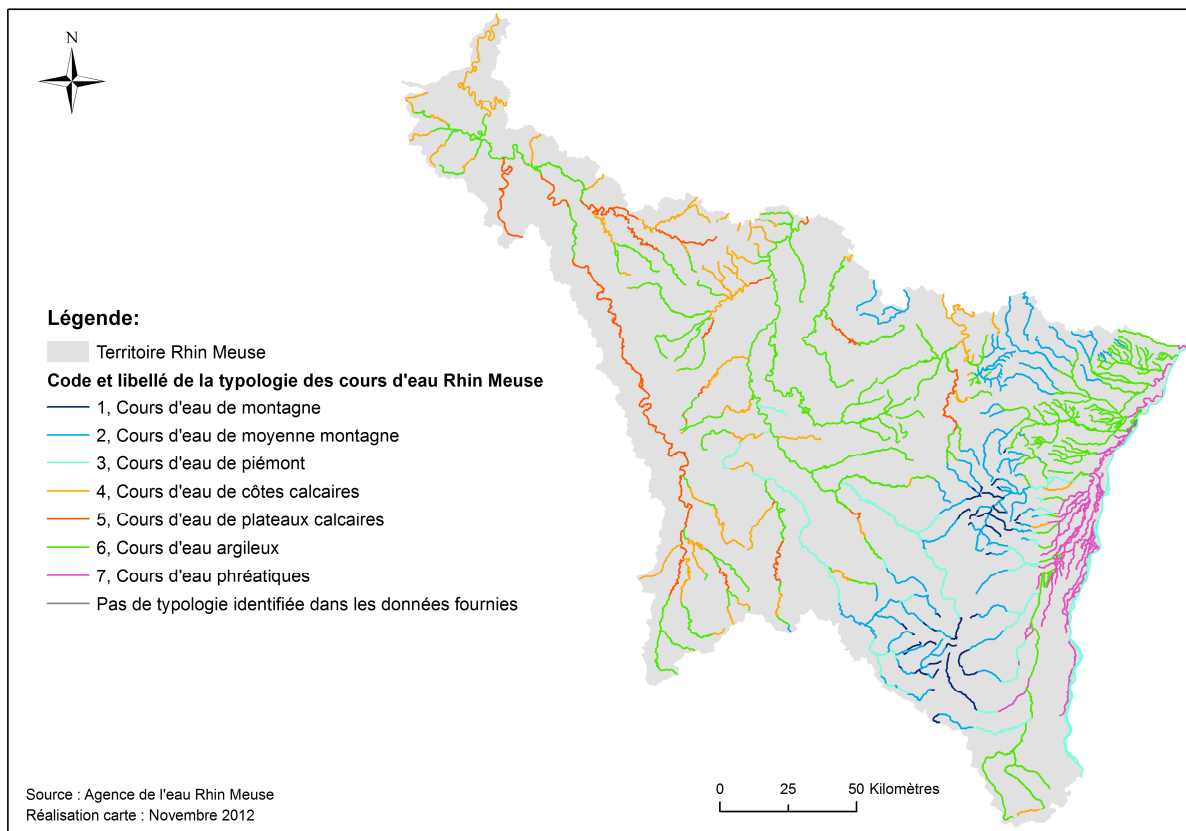 N
Légende:
Territoire Rhin Meuse
Code et libellé de la typologie des cours d'eau Rhin Meuse
1, Cours d'eau de montagne
2, Cours d'eau de moyenne montagne
3, Cours d'eau de piémont
4, Cours d'eau de côtes calcaires
5, Cours d'eau de plateaux calcaires
6, Cours d'eau argileux
7, Cours d'eau phréatiques
Pas de typologie identifiée dans les données fournies
0 25 50 Kilomètres
Source : Agence de l'eau Rhin Meuse
Réalisation carte : Novembre 2012